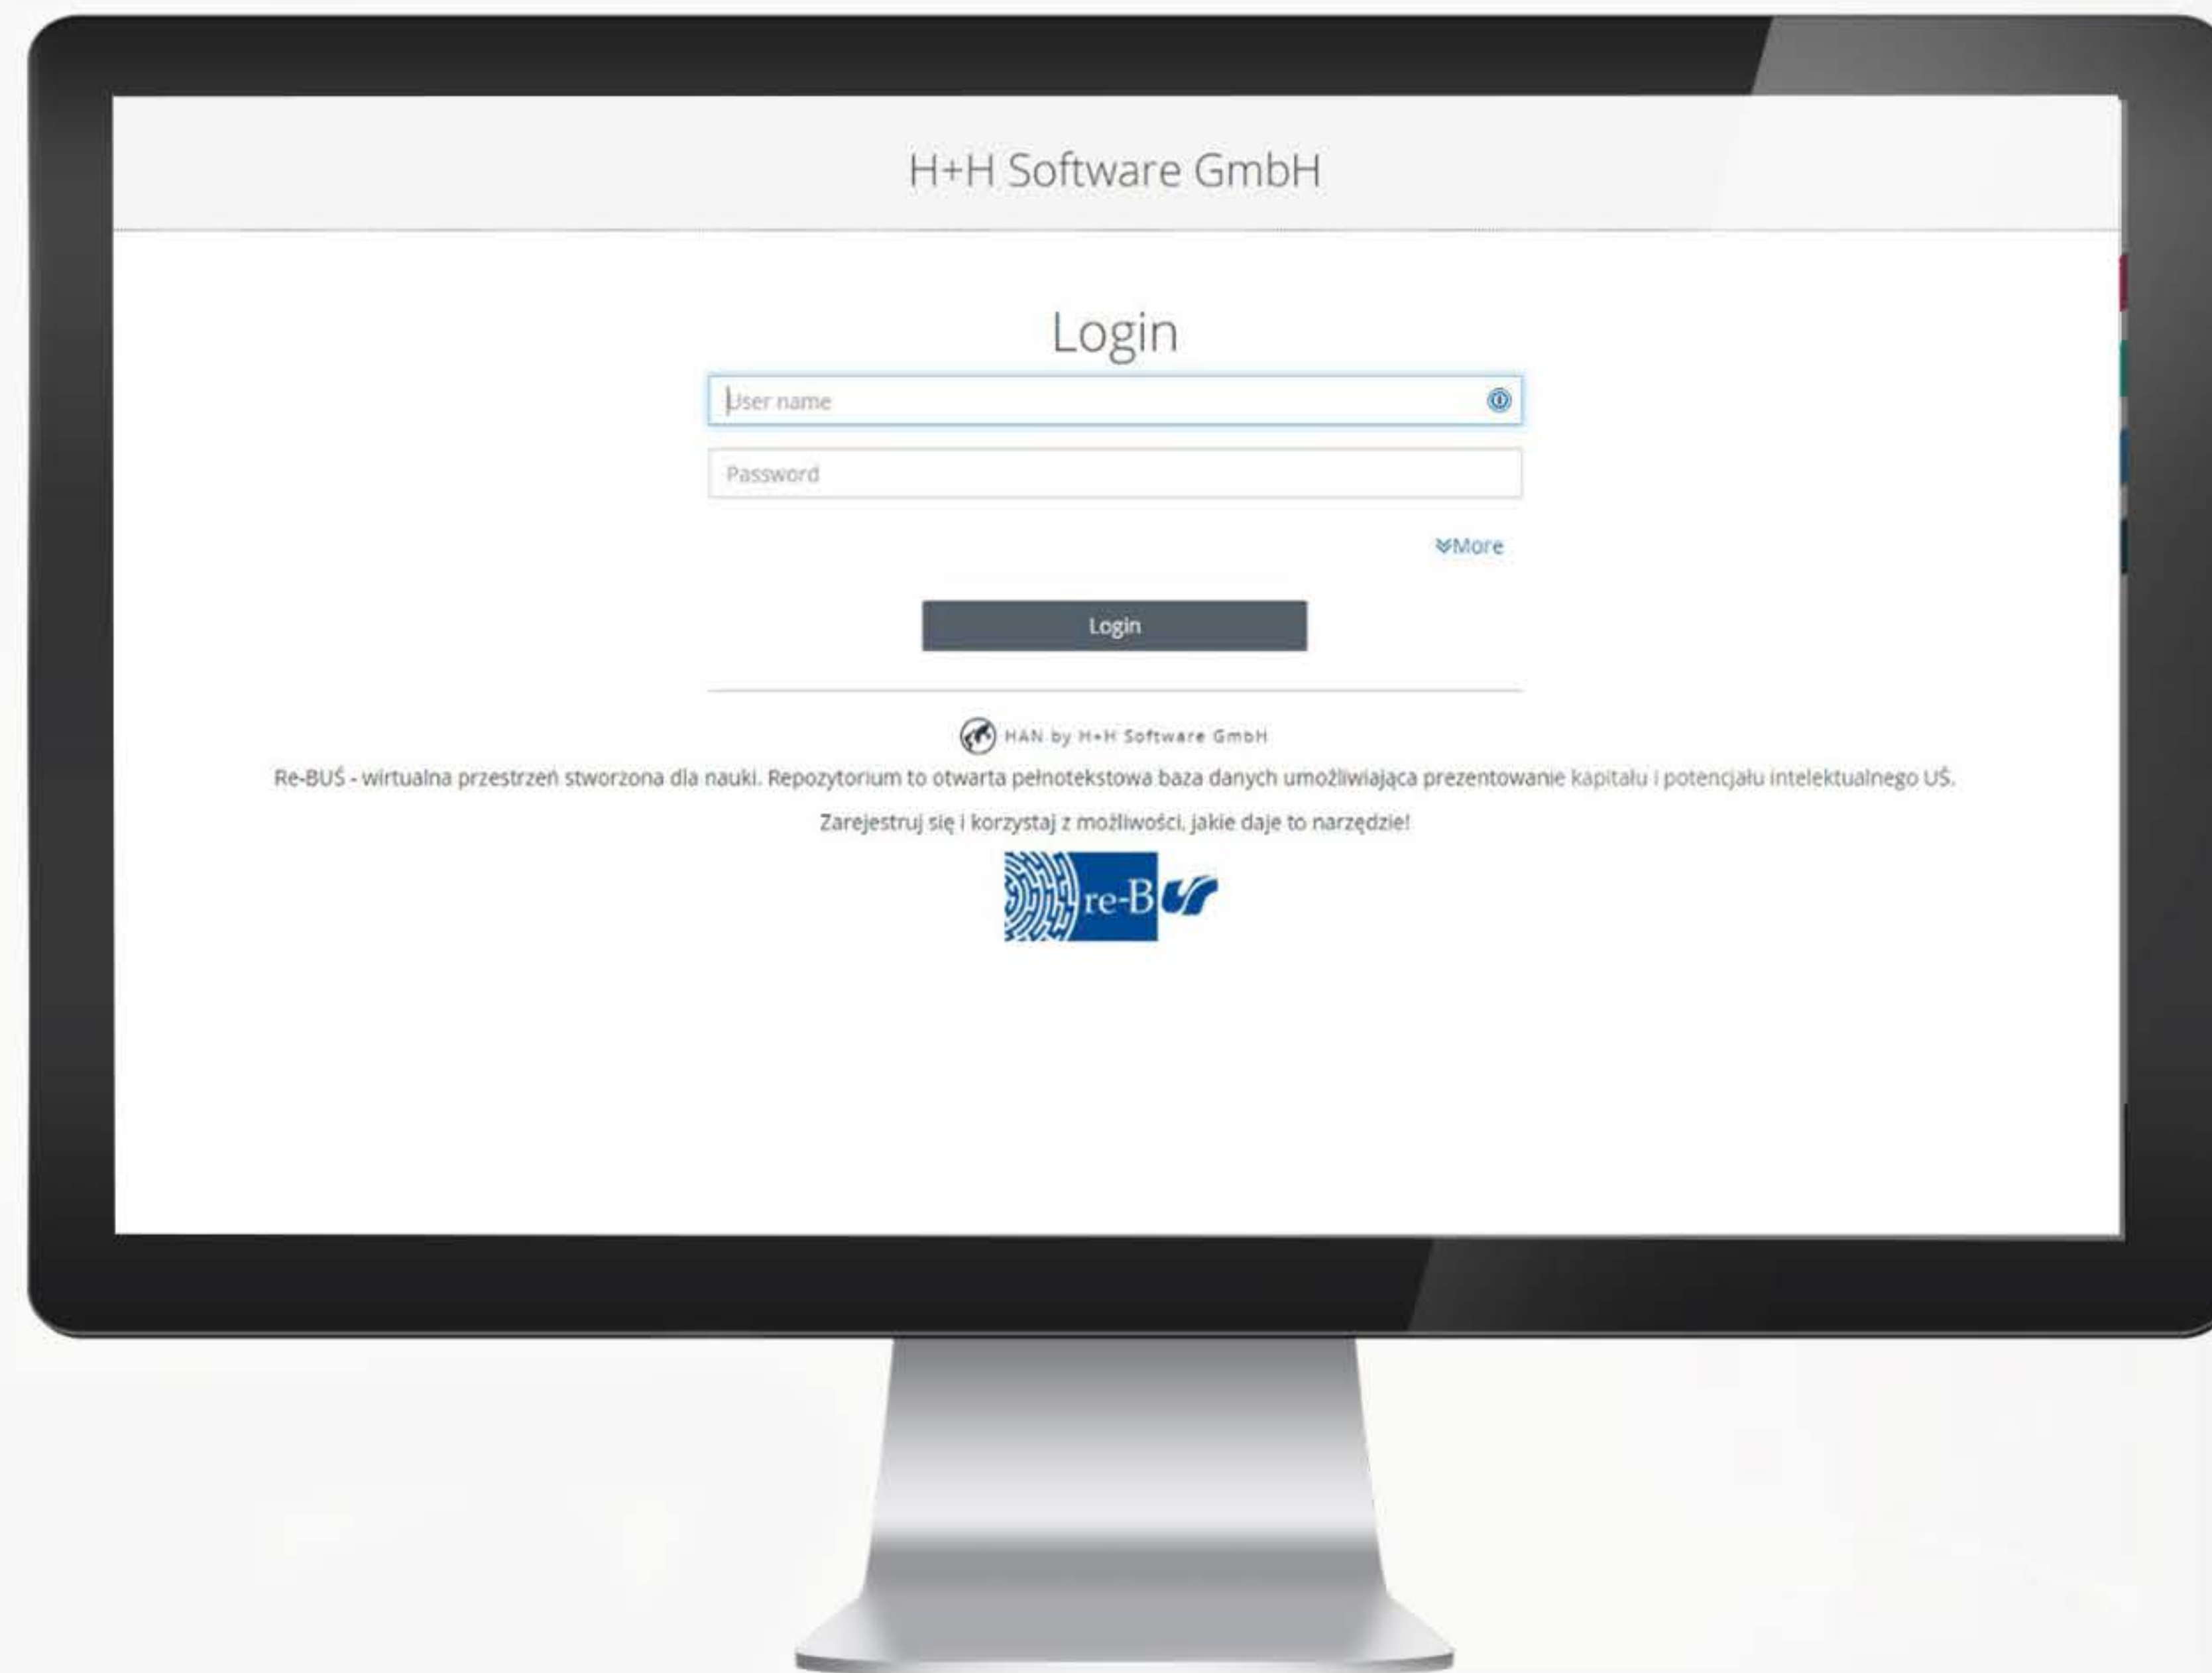 H+H Software GmbH
Login
User name
Password
More
Login
HAN by H+H Software GmbH
Re-BUŚ - wirtualna przestrzeń stworzona dla nauki. Repozytorium to otwarta pełnotekstowa baza danych umożliwiająca prezentowanie kapitału i potencjału intelektualnego UŚ.
Zarejestruj się i korzystaj z możliwości, jakie daje to narzędzie!
re-BUŚ